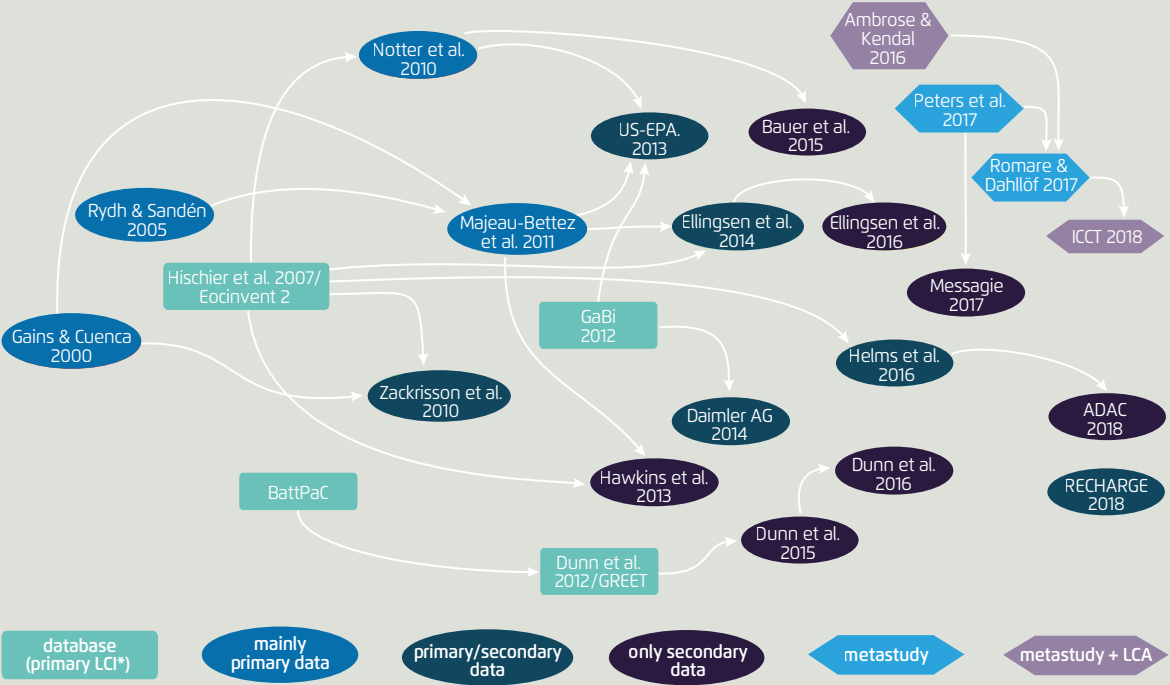 Ambrose &
Kendal
2016
Notter et al.
2010
Peters et al.
2017
US-EPA.
2013
Bauer et al.
2015
Romare &
Dahllöf 2017
Rydh & Sandén
2005
Majeau-Bettez
et al. 2011
Ellingsen et al.
2014
Ellingsen et al.
2016
ICCT 2018
Hischier et al. 2007/
Eocinvent 2
Messagie
2017
GaBi
2012
Gains & Cuenca
2000
Helms et al.
2016
Zackrisson et al.
2010
Daimler AG
2014
ADAC
2018
Hawkins et al.
2013
Dunn et al.
2016
BattPaC
RECHARGE
2018
Dunn et al.
2015
Dunn et al.
2012/GREET
database
(primary LCI*)
mainly
primary data
primary/secondary
data
only secondary
data
metastudy
metastudy + LCA